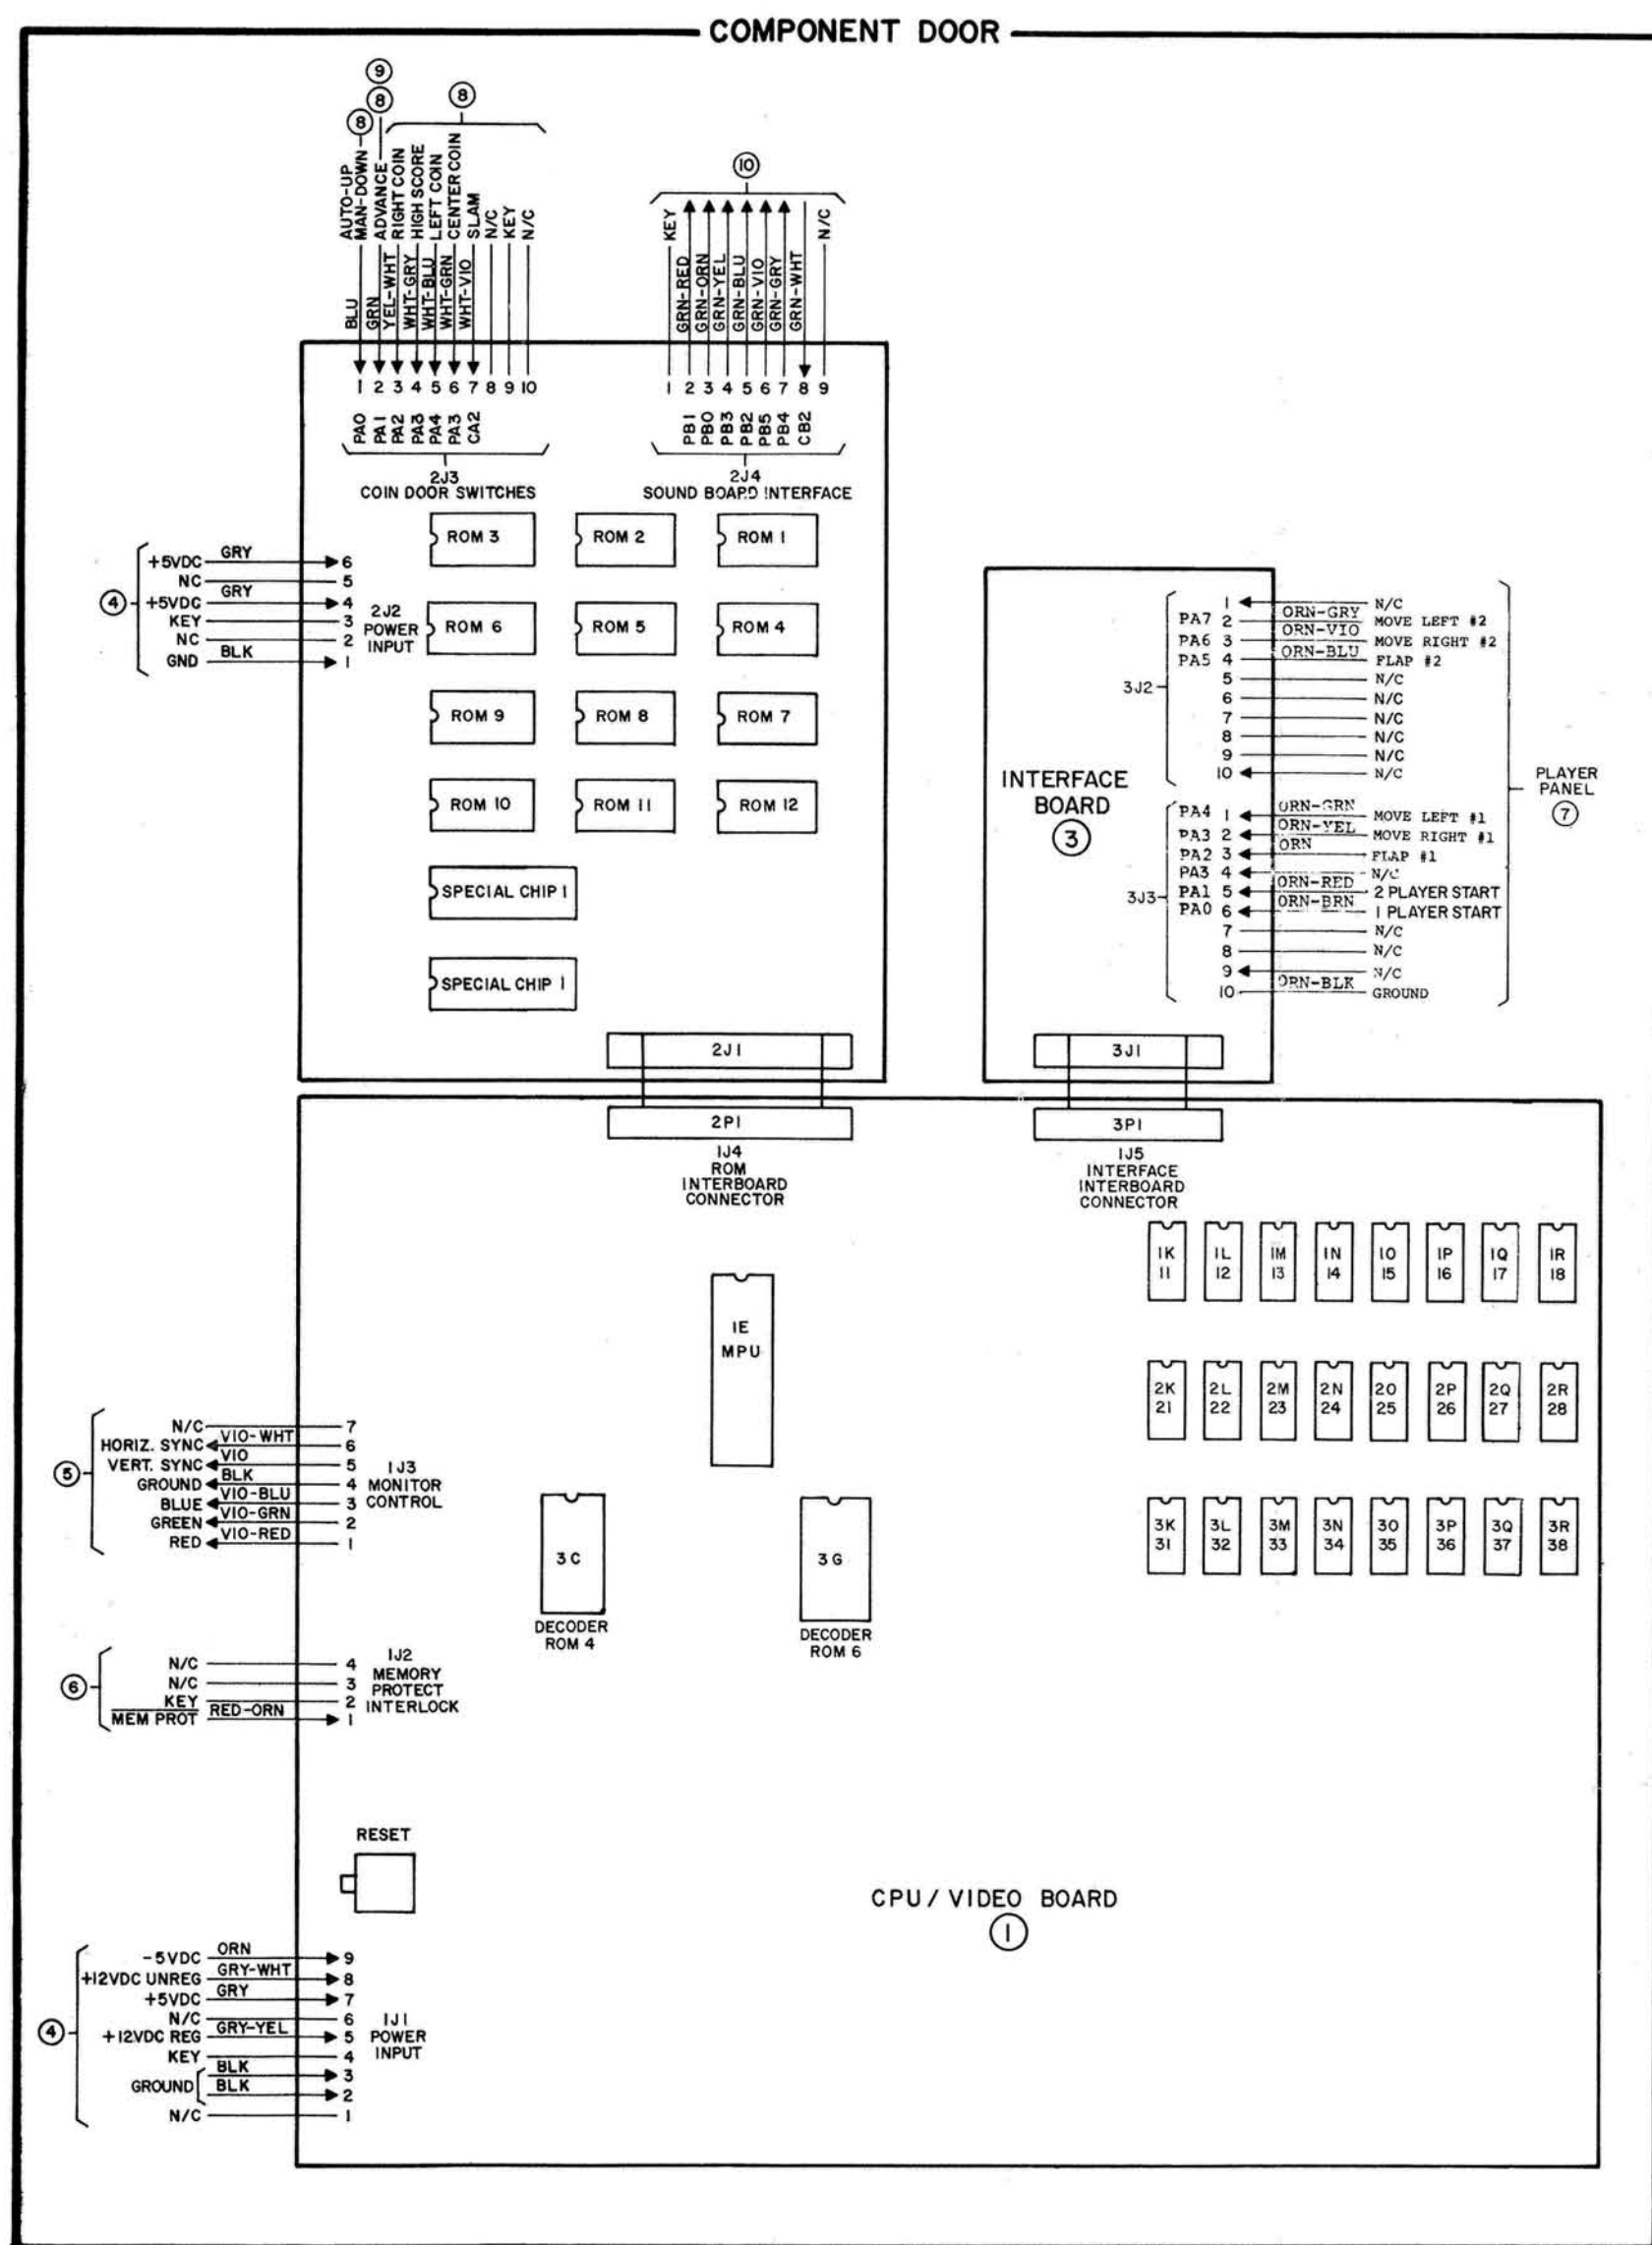 COMPONENT DOOR
9
8
8
8
10
AUTO-UP
MAN-DOWN
ADVANCE
RIGHT COIN
HIGH SCORE
LEFT COIN
CENTER COIN
SLAM
N/C
KEY
N/C
BLU
GRN
YEL-WHT
WHT-GRY
WHT-BLU
WHT-GRN
WHT-VIO
KEY
GRN-RED
GRN-ORN
GRN-YEL
GRN-BLU
GRN-VIO
GRN-GRY
GRN-WHT
N/C
1 2 3 4 5 6 7 8 9 10
1 2 3 4 5 6 7 8 9
PA0
PA1
PA2
PA3
PA4
PA3
CA2
PB1
PB0
PB3
PB2
PB5
PB4
CB2
2J3
COIN DOOR SWITCHES
2J4
SOUND BOARD INTERFACE
ROM 3 ROM 2 ROM 1
ROM 6 ROM 5 ROM 4
ROM 9 ROM 8 ROM 7
ROM 10 ROM 11 ROM 12
SPECIAL CHIP 1
SPECIAL CHIP 1
4
+5VDC GRY 6
NC 5
+5VDC GRY 4
KEY 3
NC 2
GND BLK 1
2J2
POWER
INPUT
INTERFACE
BOARD
3
3J2
1 N/C
PA7 2 ORN-GRY MOVE LEFT #2
PA6 3 ORN-VIO MOVE RIGHT #2
PA5 4 ORN-BLU FLAP #2
5 N/C
6 N/C
7 N/C
8 N/C
9 N/C
10 N/C
3J3
PA4 1 ORN-GRN MOVE LEFT #1
PA3 2 ORN-YEL MOVE RIGHT #1
PA2 3 ORN FLAP #1
PA3 4 N/C
PA1 5 ORN-RED 2 PLAYER START
PA0 6 ORN-BRN 1 PLAYER START
7 N/C
8 N/C
9 N/C
10 ORN-BLK GROUND
PLAYER
PANEL
7
2J1
3J1
2P1
3P1
1J4
ROM
INTERBOARD
CONNECTOR
1J5
INTERFACE
INTERBOARD
CONNECTOR
1K 1L 1M 1N 1O 1P 1Q 1R
11 12 13 14 15 16 17 18
1E
MPU
2K 2L 2M 2N 2O 2P 2Q 2R
21 22 23 24 25 26 27 28
3K 3L 3M 3N 3O 3P 3Q 3R
31 32 33 34 35 36 37 38
5
N/C 7
HORIZ. SYNC VIO-WHT 6
VERT. SYNC VIO 5
GROUND BLK 4
BLUE VIO-BLU 3
GREEN VIO-GRN 2
RED VIO-RED 1
1J3
MONITOR
CONTROL
3C
DECODER
ROM 4
3G
DECODER
ROM 6
6
N/C 4
N/C 3
KEY 2
MEM PROT RED-ORN 1
1J2
MEMORY
PROTECT
INTERLOCK
RESET
CPU / VIDEO BOARD
1
4
-5VDC ORN 9
+12VDC UNREG GRY-WHT 8
+5VDC GRY 7
N/C 6
+12VDC REG GRY-YEL 5
KEY 4
GROUND BLK 3
BLK 2
N/C 1
1J1
POWER
INPUT